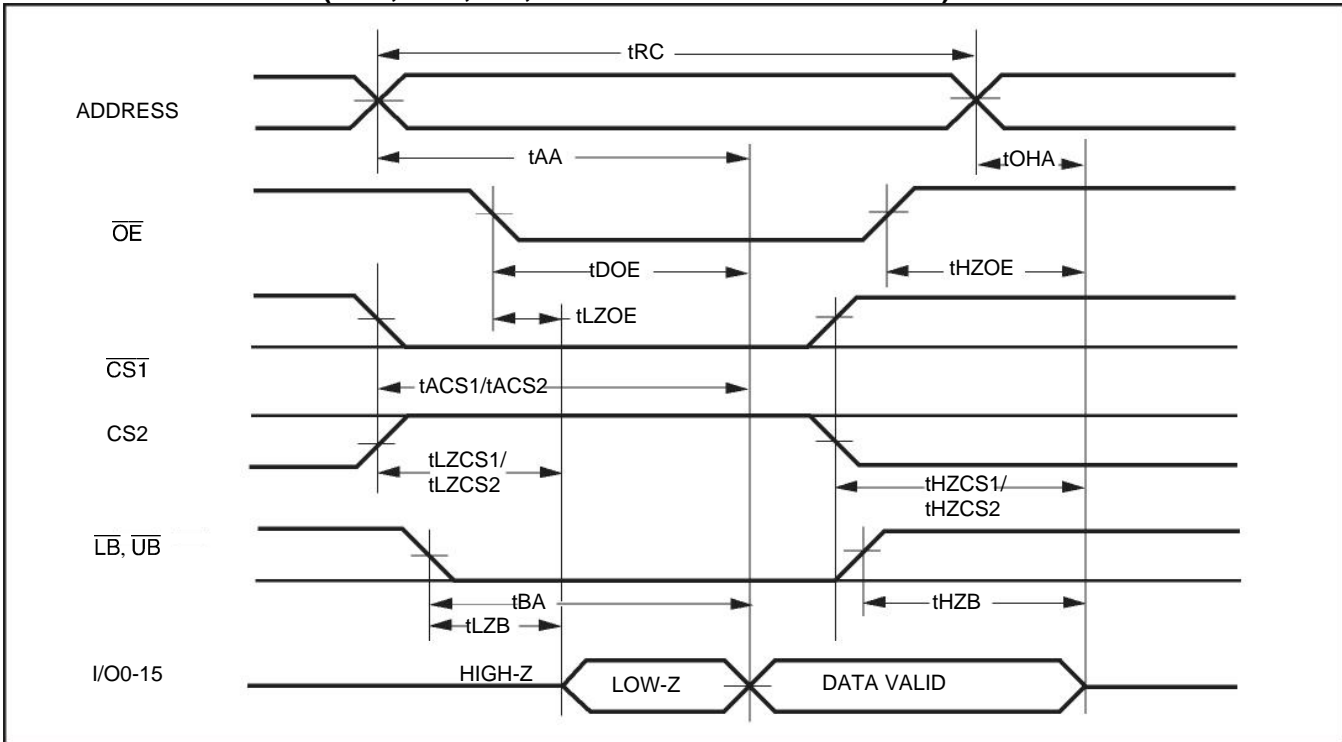 tRC
ADDRESS
tAA
tOHA
OE
tDOE
tHZOE
tLZOE
CS1
tACS1/tACS2
CS2
tLZCS1/
tLZCS2
tHZCS1/
tHZCS2
LB, UB
tBA
tHZB
tLZB
I/O0-15
HIGH-Z
LOW-Z
DATA VALID